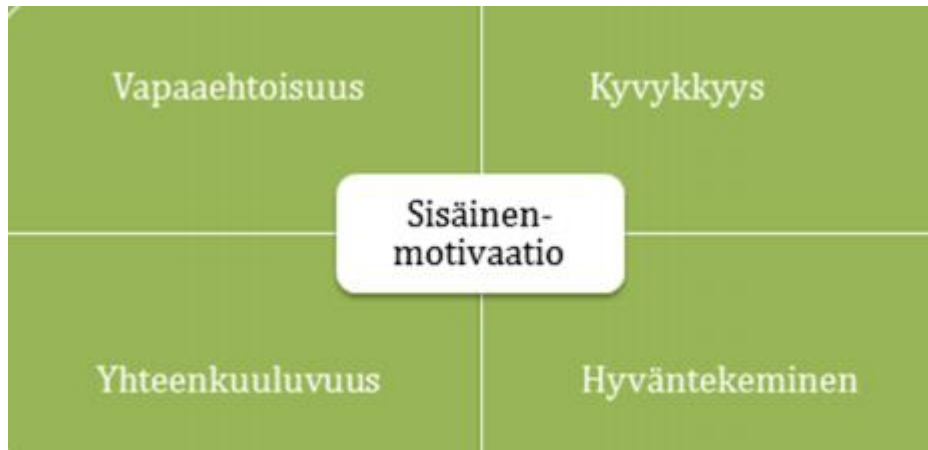 Vapaaehtoisuus
Kyvykkyys
Sisäinen-
motivaatio
Yhteenkuuluvuus
Hyväntekeminen